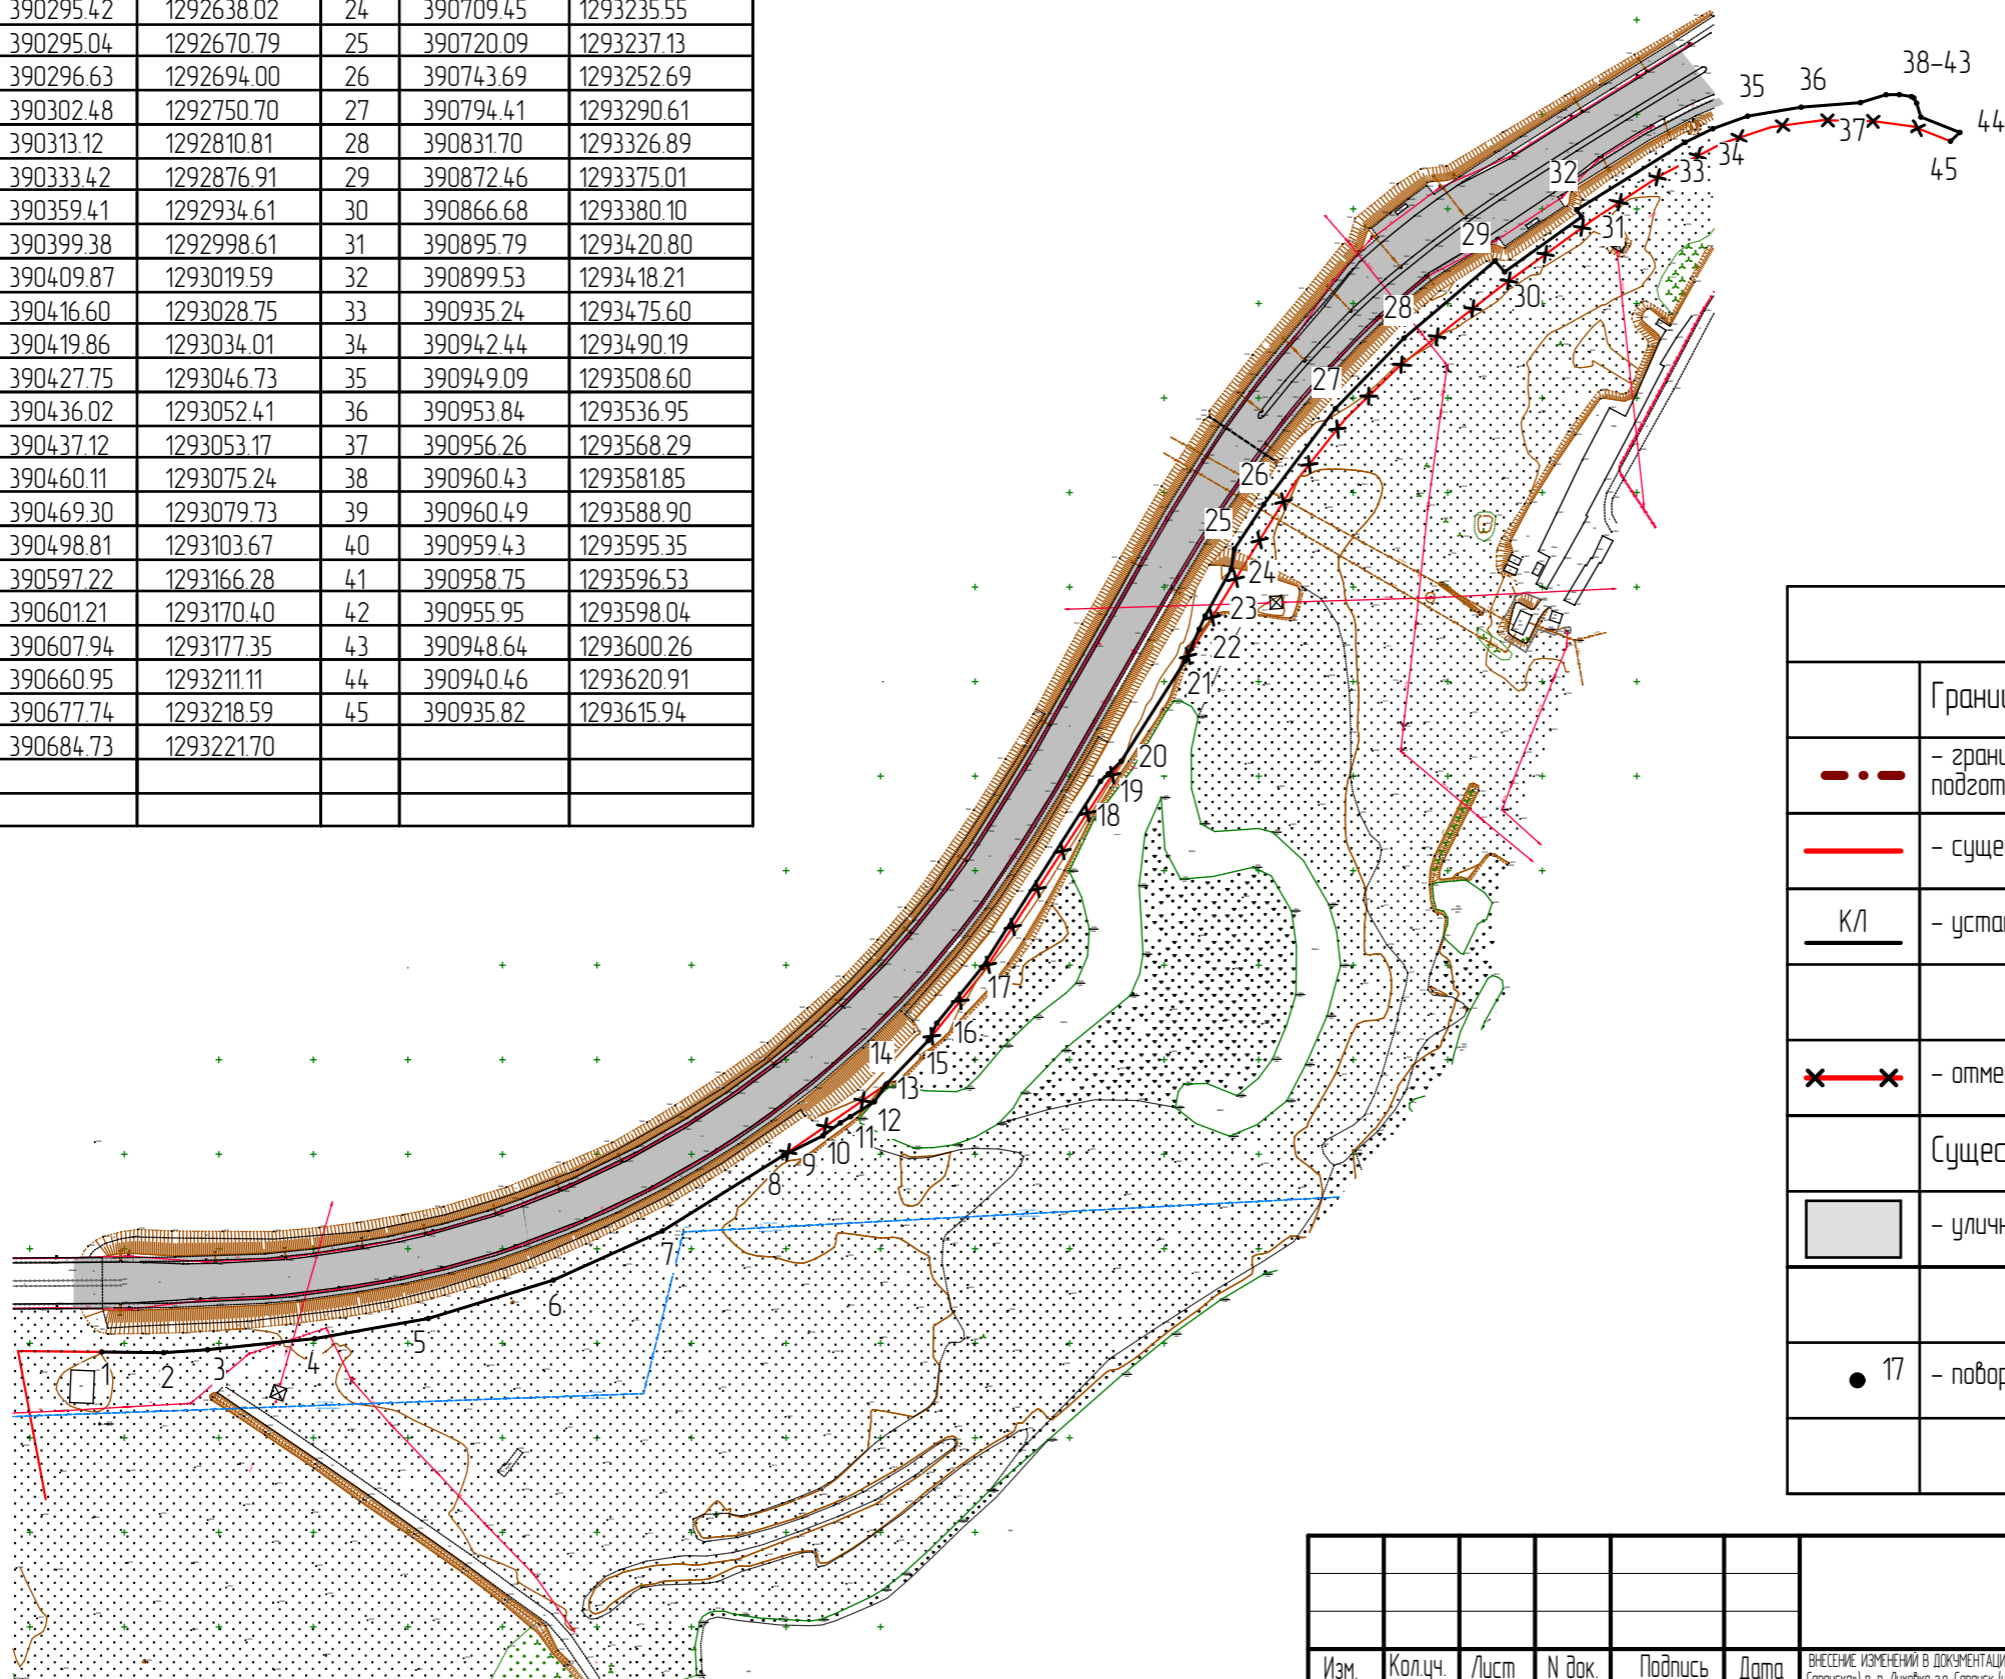 390295.42 1292638.02 24 390709.45 1293235.55
390295.04 1292670.79 25 390720.09 1293237.13
390296.63 1292694.00 26 390743.69 1293252.69
390302.48 1292750.70 27 390794.41 1293290.61
390313.12 1292810.81 28 390831.70 1293326.89
390333.42 1292876.91 29 390872.46 1293375.01
390359.41 1292934.61 30 390866.68 1293380.10
390399.38 1292998.61 31 390895.79 1293420.80
390409.87 1293019.59 32 390899.53 1293418.21
390416.60 1293028.75 33 390935.24 1293475.60
390419.86 1293034.01 34 390942.44 1293490.19
390427.75 1293046.73 35 390949.09 1293508.60
390436.02 1293052.41 36 390953.84 1293536.95
390437.12 1293053.17 37 390956.26 1293568.29
390460.11 1293075.24 38 390960.43 1293581.85
390469.30 1293079.73 39 390960.49 1293588.90
390498.81 1293103.67 40 390959.43 1293595.35
390597.22 1293166.28 41 390958.75 1293596.53
390601.21 1293170.40 42 390955.95 1293598.04
390607.94 1293177.35 43 390948.64 1293600.26
390660.95 1293211.11 44 390940.46 1293620.91
390677.74 1293218.59 45 390935.82 1293615.94
390684.73 1293221.70
38-43
36
35
44
37
34
45
33
32
31
29
30
28
27
26
25
24
23
22
21
20
19
18
17
16
15
14
13
12
11
10
9
8
7
6
5
4
3
2
1
Грани
- грани
подгот
- суще
КЛ - уста
- отме
Сущес
- уличн
17 - повор
Изм. Кол.уч. Лист N док. Подпись Дата
ВНЕСЕНИЕ ИЗМЕНЕНИЙ В ДОКУМЕНТАЦИ